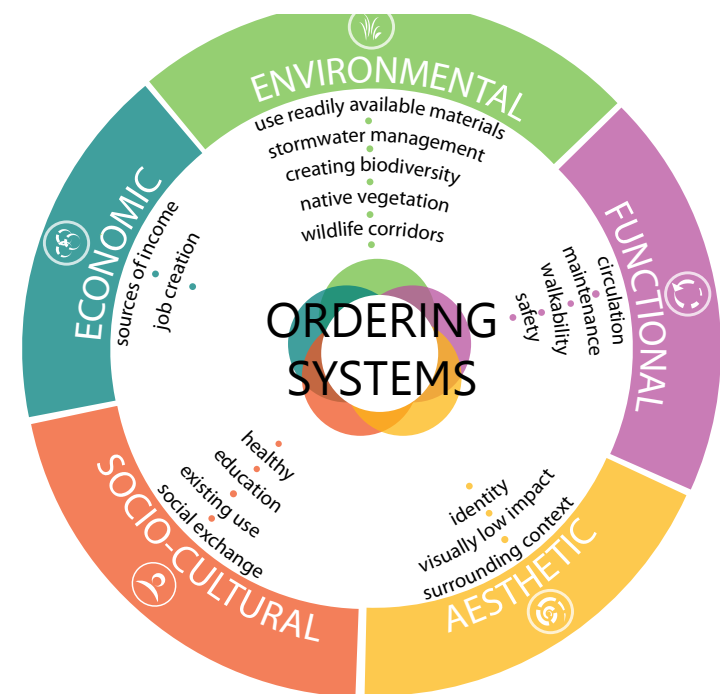 ENVIRONMENTAL
use readily available materials
stormwater management
creating biodiversity
native vegetation
wildlife corridors
FUNCTIONAL
circulation
maintenance
walkability
safety
ORDERING
SYSTEMS
ECONOMIC
sources of income
job creation
SOCIO-CULTURAL
healthy
education
existing use
social exchange
AESTHETIC
identity
visually low impact
surrounding context